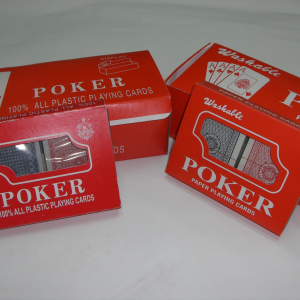 POKER
100% ALL PLASTIC PLAYING CARDS
Washable
P
POKER
100% ALL PLASTIC PLAYING CARDS
Washable
POKER
PAPER PLAYING CARDS